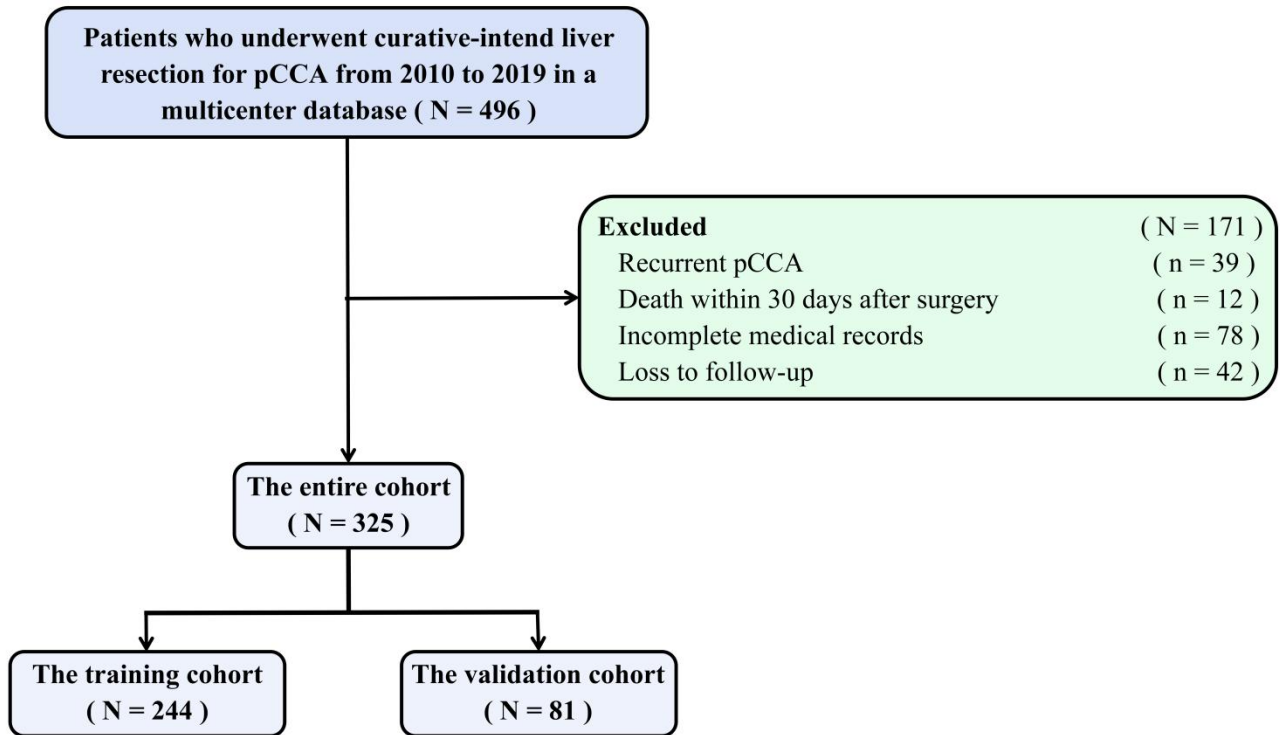 Patients who underwent curative-intend liver
resection for pCCA from 2010 to 2019 in a
multicenter database ( N = 496 )
Excluded ( N = 171 )
Recurrent pCCA ( n = 39 )
Death within 30 days after surgery ( n = 12 )
Incomplete medical records ( n = 78 )
Loss to follow-up ( n = 42 )
The entire cohort
( N = 325 )
The training cohort
( N = 244 )
The validation cohort
( N = 81 )